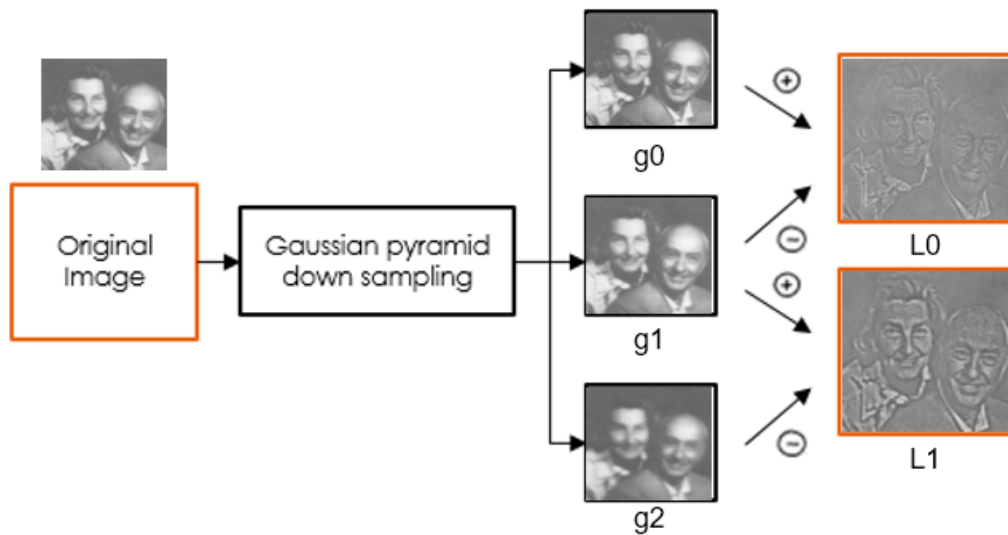 Original
Image
Gaussian pyramid
down sampling
g0
g1
g2
+
−
+
−
L0
L1